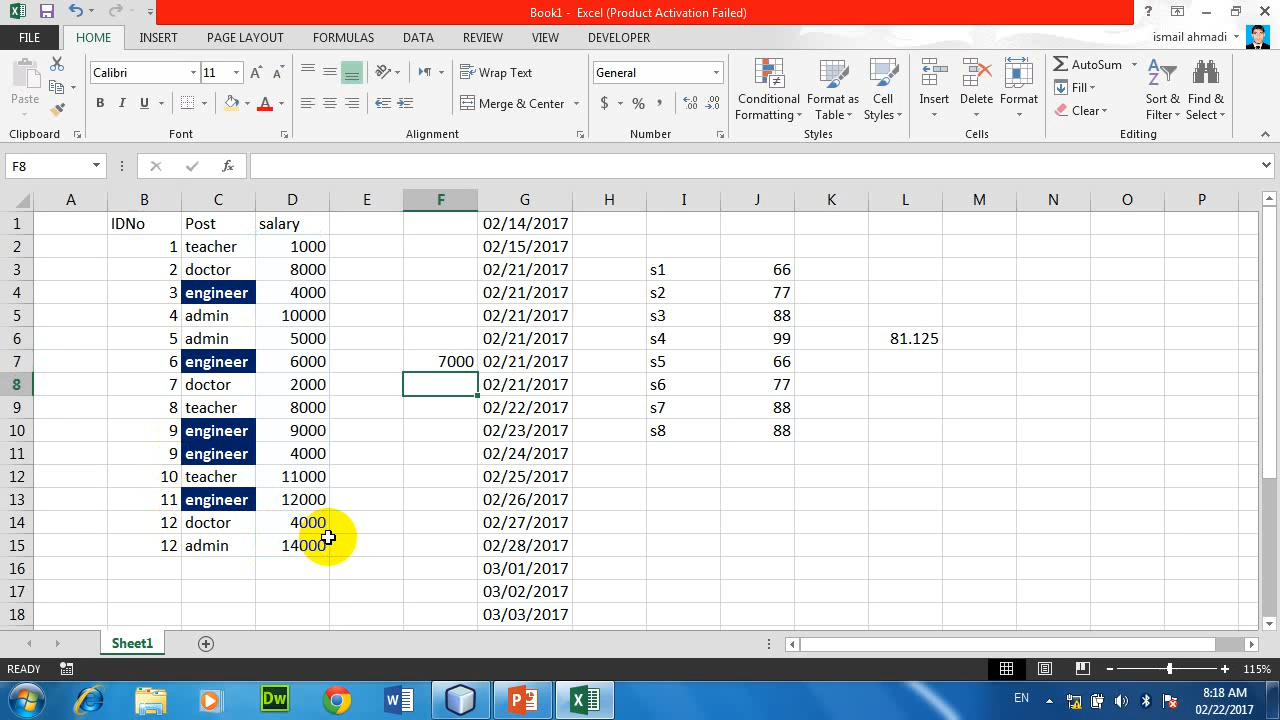 Book1 - Excel (Product Activation Failed)
FILE HOME INSERT PAGE LAYOUT FORMULAS DATA REVIEW VIEW DEVELOPER ismail ahmadi
Paste Calibri 11 Wrap Text General Conditional Formatting Format as Table Cell Styles Insert Delete Format AutoSum Fill Clear Sort & Filter Find & Select
B I U A Merge & Center $ % ,
Clipboard Font Alignment Number Styles Cells Editing
F8 fx
A B C D E F G H I J K L M N O P
1 IDNo Post salary 02/14/2017
2 1 teacher 1000 02/15/2017
3 2 doctor 8000 02/21/2017 s1 66
4 3 engineer 4000 02/21/2017 s2 77
5 4 admin 10000 02/21/2017 s3 88
6 5 admin 5000 02/21/2017 s4 99 81.125
7 6 engineer 6000 7000 02/21/2017 s5 66
8 7 doctor 2000 02/21/2017 s6 77
9 8 teacher 8000 02/22/2017 s7 88
10 9 engineer 9000 02/23/2017 s8 88
11 9 engineer 4000 02/24/2017
12 10 teacher 11000 02/25/2017
13 11 engineer 12000 02/26/2017
14 12 doctor 4000 02/27/2017
15 12 admin 14000 02/28/2017
16 03/01/2017
17 03/02/2017
18 03/03/2017
Sheet1
READY 115%
Dw EN 8:18 AM
02/22/2017